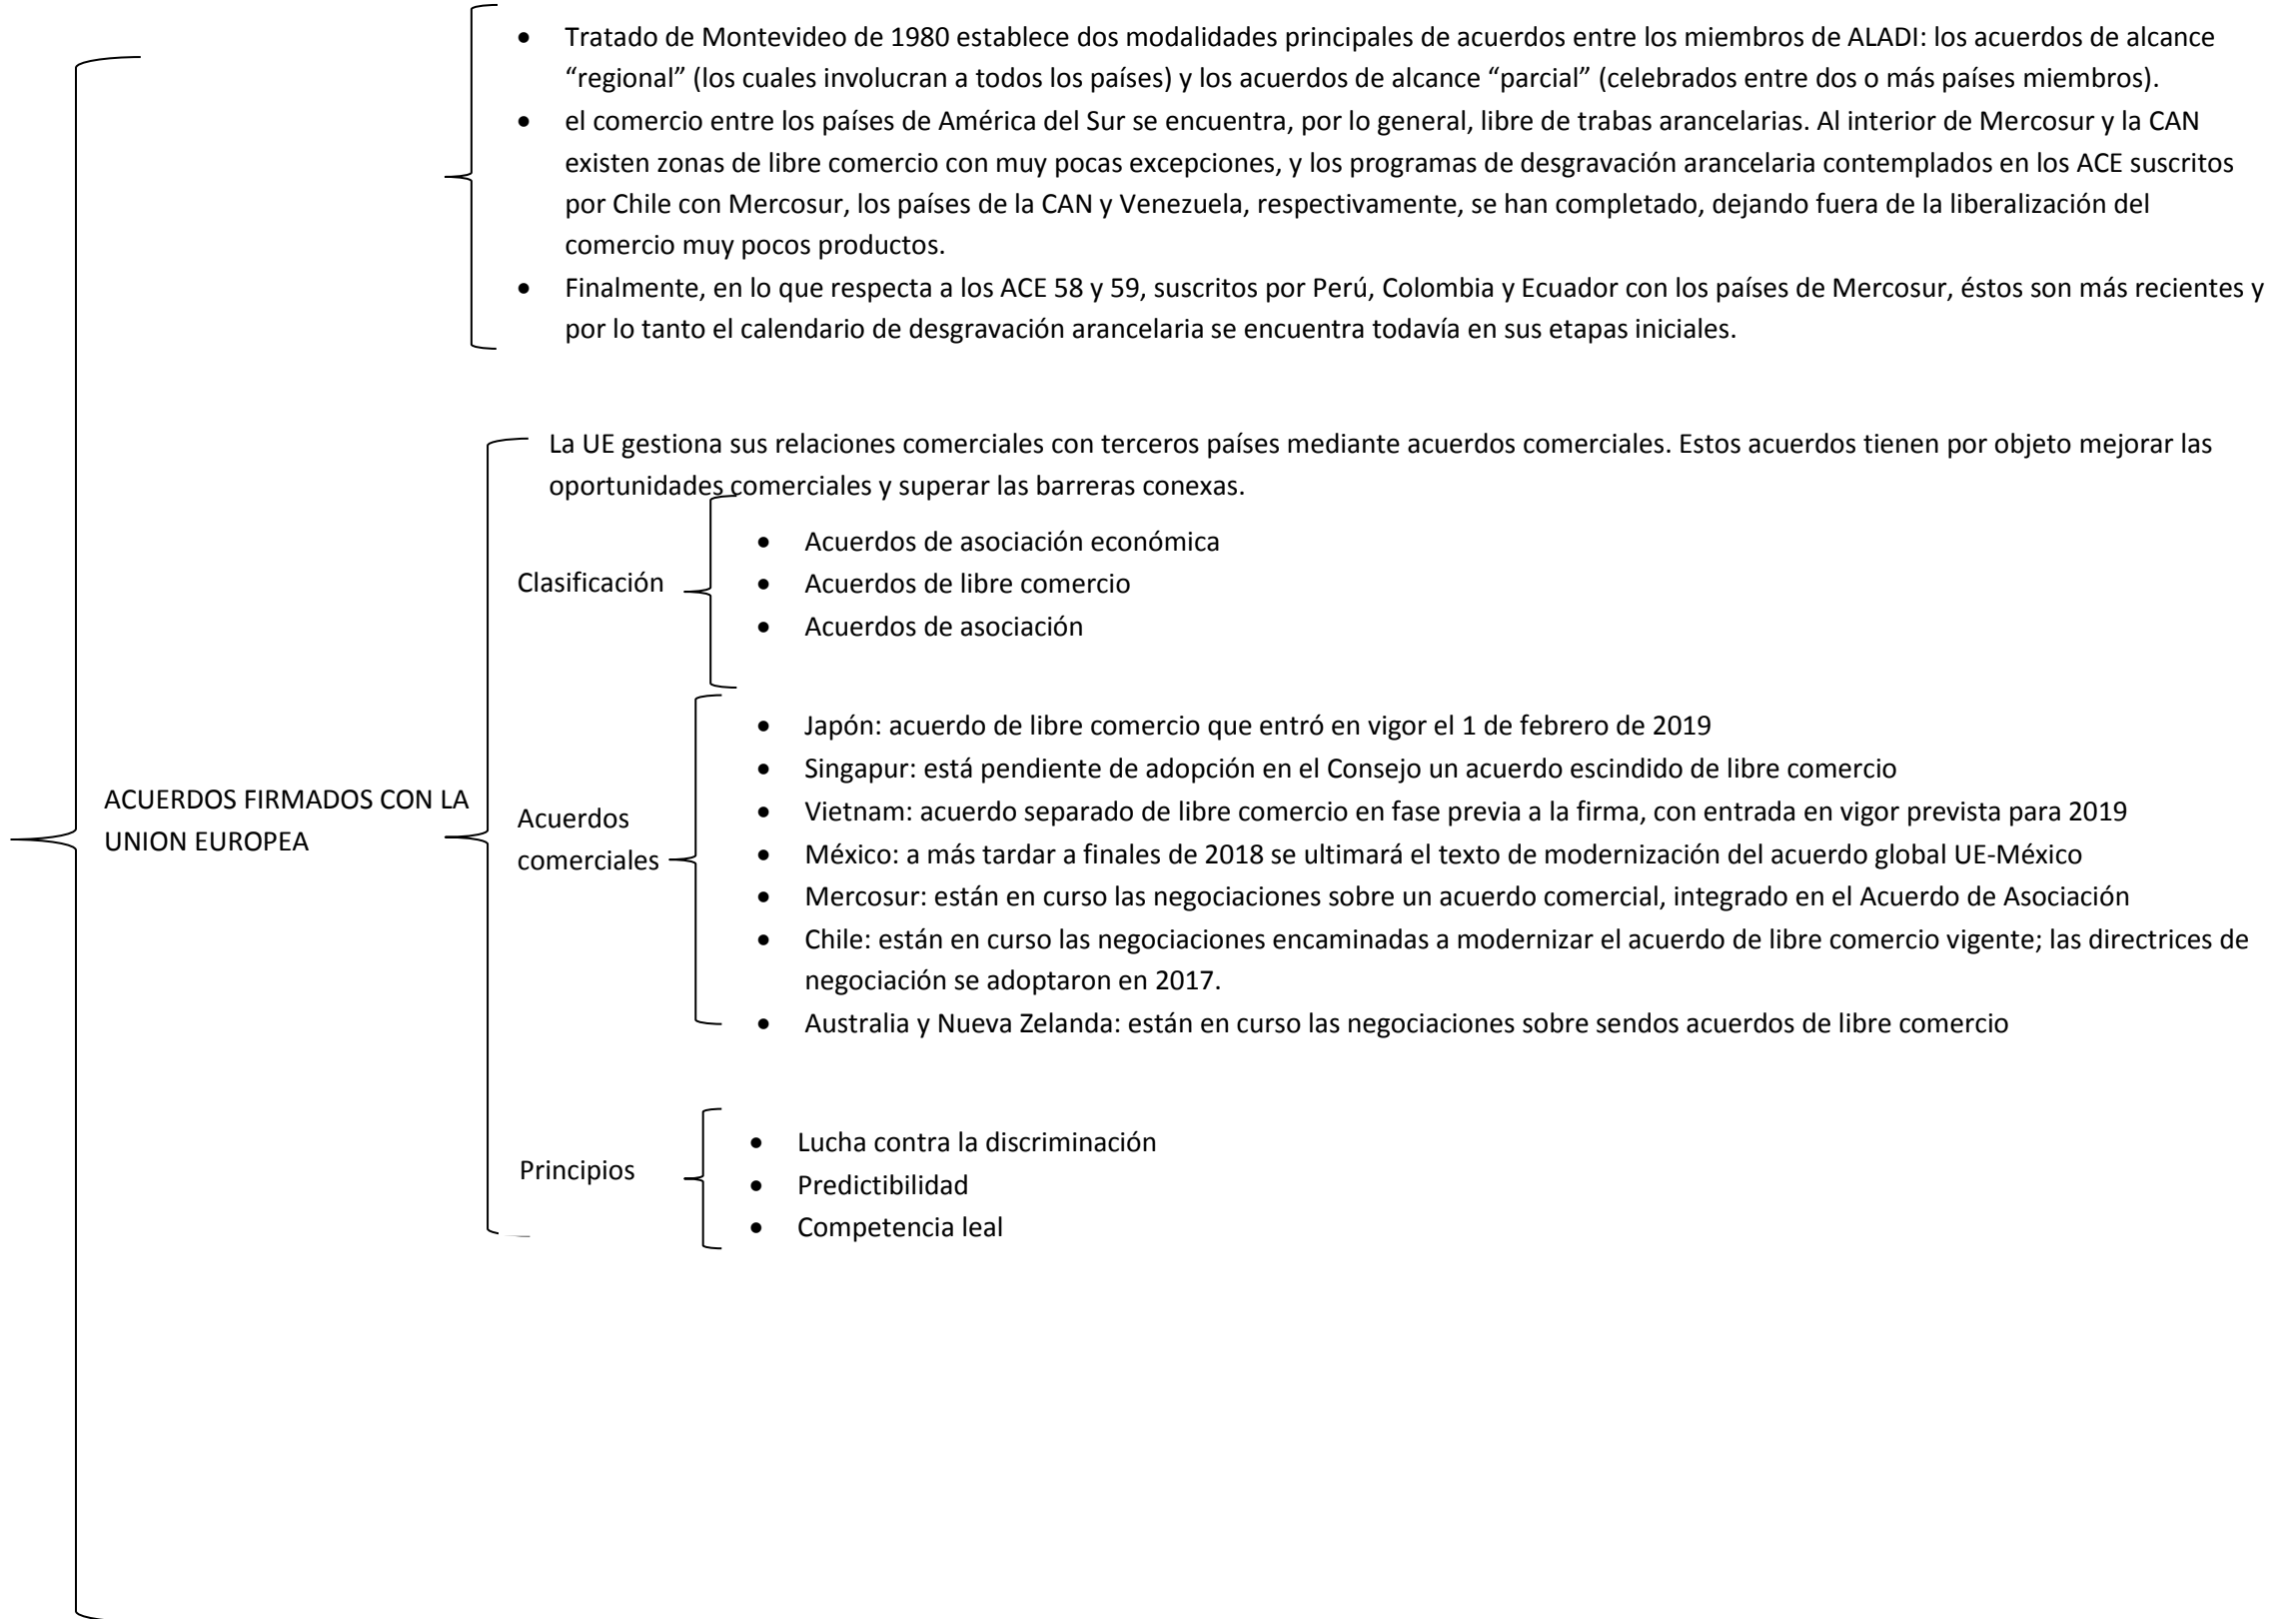 • Tratado de Montevideo de 1980 establece dos modalidades principales de acuerdos entre los miembros de ALADI: los acuerdos de alcance
“regional” (los cuales involucran a todos los países) y los acuerdos de alcance “parcial” (celebrados entre dos o más países miembros).
• el comercio entre los países de América del Sur se encuentra, por lo general, libre de trabas arancelarias. Al interior de Mercosur y la CAN
existen zonas de libre comercio con muy pocas excepciones, y los programas de desgravación arancelaria contemplados en los ACE suscritos
por Chile con Mercosur, los países de la CAN y Venezuela, respectivamente, se han completado, dejando fuera de la liberalización del
comercio muy pocos productos.
• Finalmente, en lo que respecta a los ACE 58 y 59, suscritos por Perú, Colombia y Ecuador con los países de Mercosur, éstos son más recientes y
por lo tanto el calendario de desgravación arancelaria se encuentra todavía en sus etapas iniciales.
ACUERDOS FIRMADOS CON LA
UNION EUROPEA
La UE gestiona sus relaciones comerciales con terceros países mediante acuerdos comerciales. Estos acuerdos tienen por objeto mejorar las
oportunidades comerciales y superar las barreras conexas.
Clasificación
• Acuerdos de asociación económica
• Acuerdos de libre comercio
• Acuerdos de asociación
Acuerdos
comerciales
• Japón: acuerdo de libre comercio que entró en vigor el 1 de febrero de 2019
• Singapur: está pendiente de adopción en el Consejo un acuerdo escindido de libre comercio
• Vietnam: acuerdo separado de libre comercio en fase previa a la firma, con entrada en vigor prevista para 2019
• México: a más tardar a finales de 2018 se ultimará el texto de modernización del acuerdo global UE-México
• Mercosur: están en curso las negociaciones sobre un acuerdo comercial, integrado en el Acuerdo de Asociación
• Chile: están en curso las negociaciones encaminadas a modernizar el acuerdo de libre comercio vigente; las directrices de
negociación se adoptaron en 2017.
• Australia y Nueva Zelanda: están en curso las negociaciones sobre sendos acuerdos de libre comercio
Principios
• Lucha contra la discriminación
• Predictibilidad
• Competencia leal